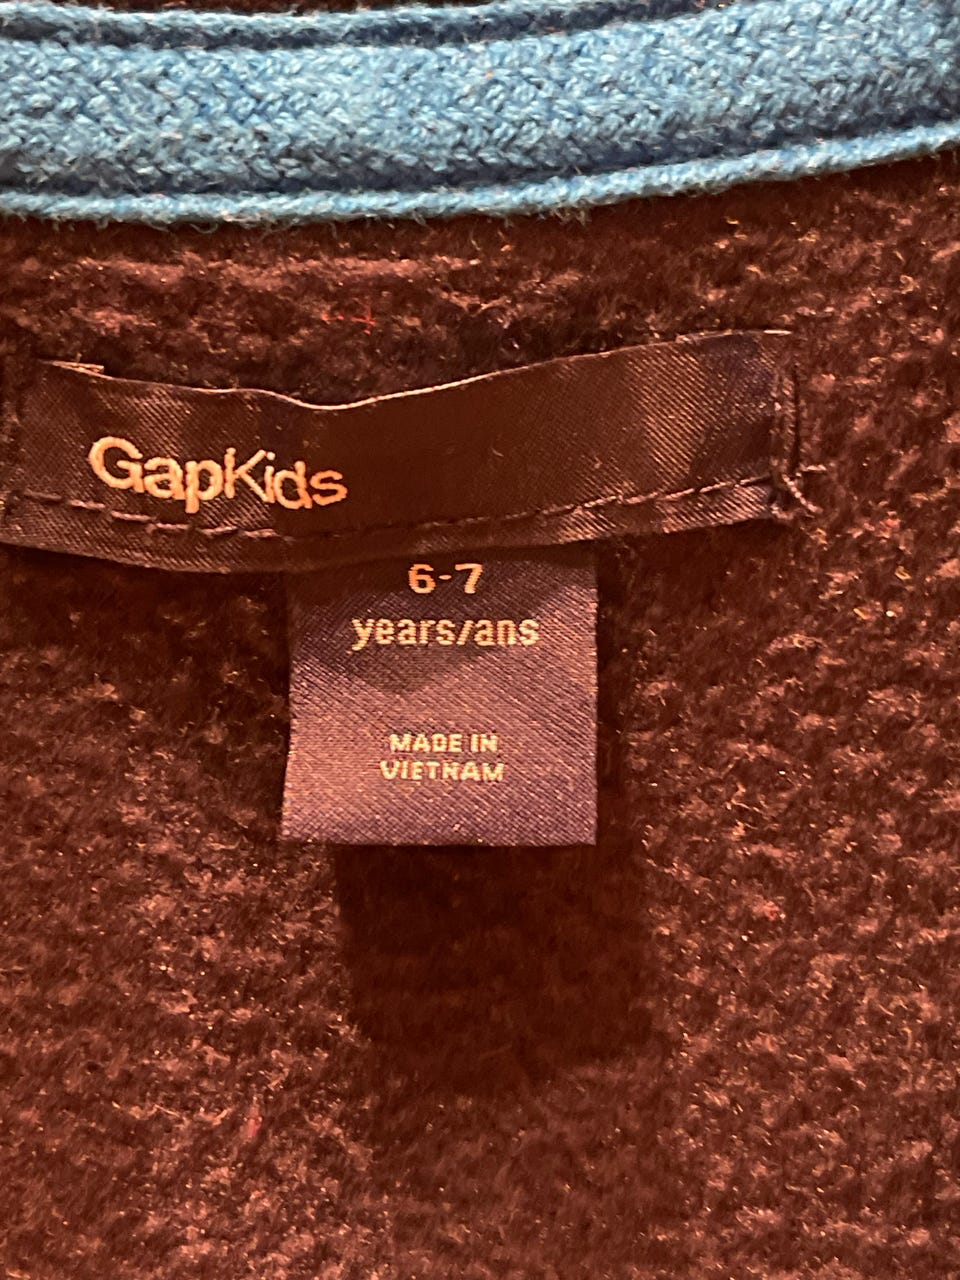 GapKids
6-7
years/ans
MADE IN
VIETNAM